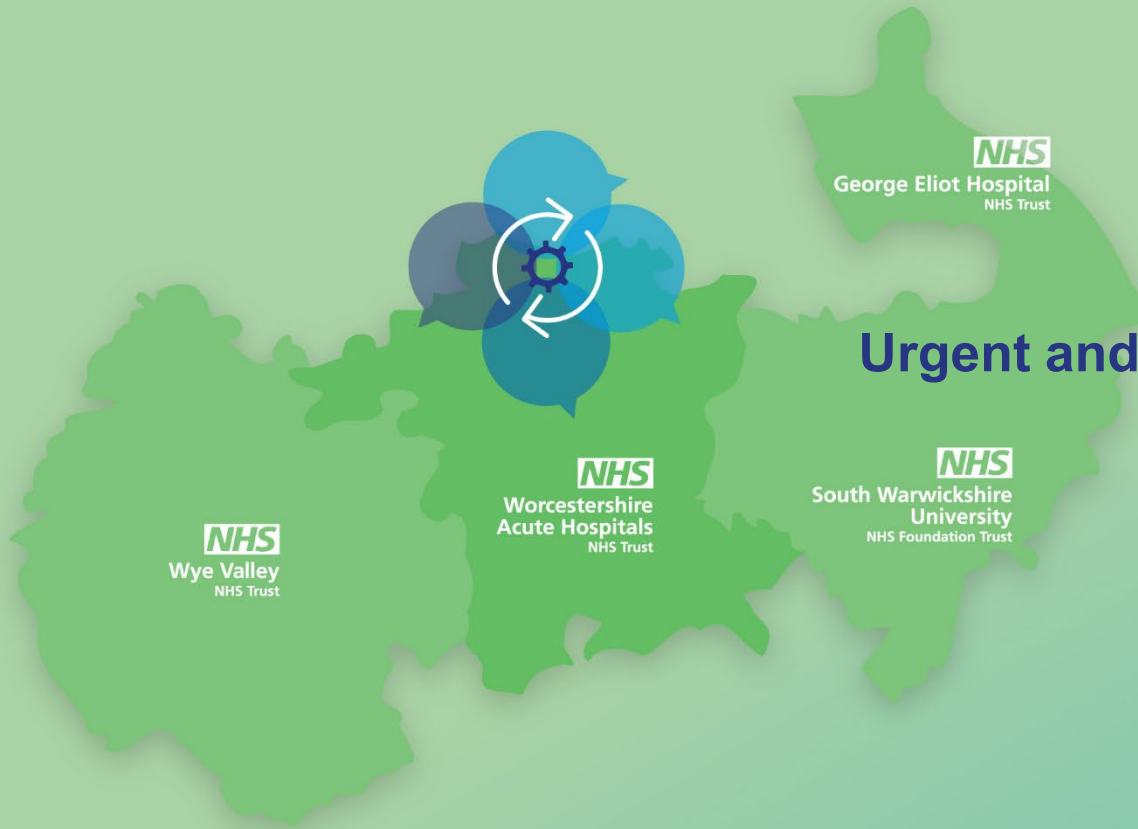 NHS
George Eliot Hospital
NHS Trust
Urgent and
NHS
Worcestershire
Acute Hospitals
NHS Trust
NHS
South Warwickshire
University
NHS Foundation Trust
NHS
Wye Valley
NHS Trust